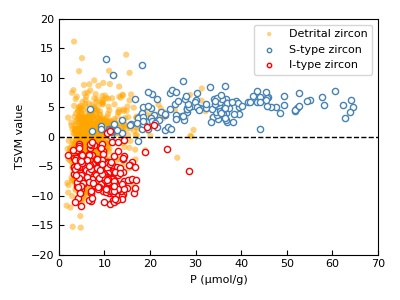 20
15
10
5
0
−5
−10
−15
−20
TSVM value
Detrital zircon
S-type zircon
I-type zircon
0 10 20 30 40 50 60 70
P (μmol/g)